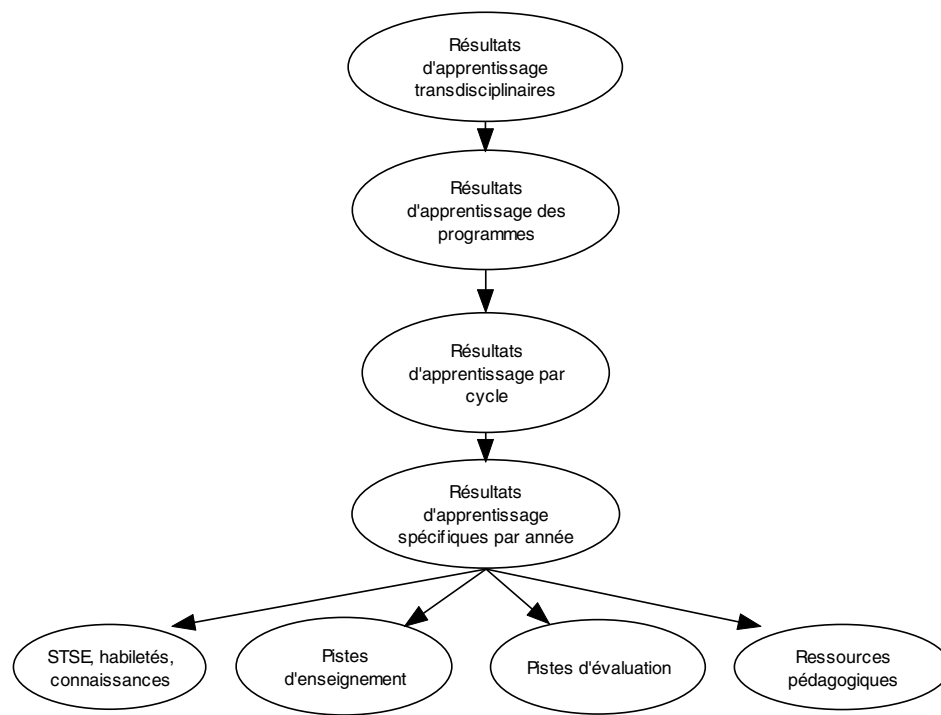 Résultats
d'apprentissage
transdisciplinaires
Résultats
d'apprentissage des
programmes
Résultats
d'apprentissage par
cycle
Résultats
d'apprentissage
spécifiques par année
STSE, habiletés,
connaissances
Pistes
d'enseignement
Pistes d'évaluation
Ressources
pédagogiques